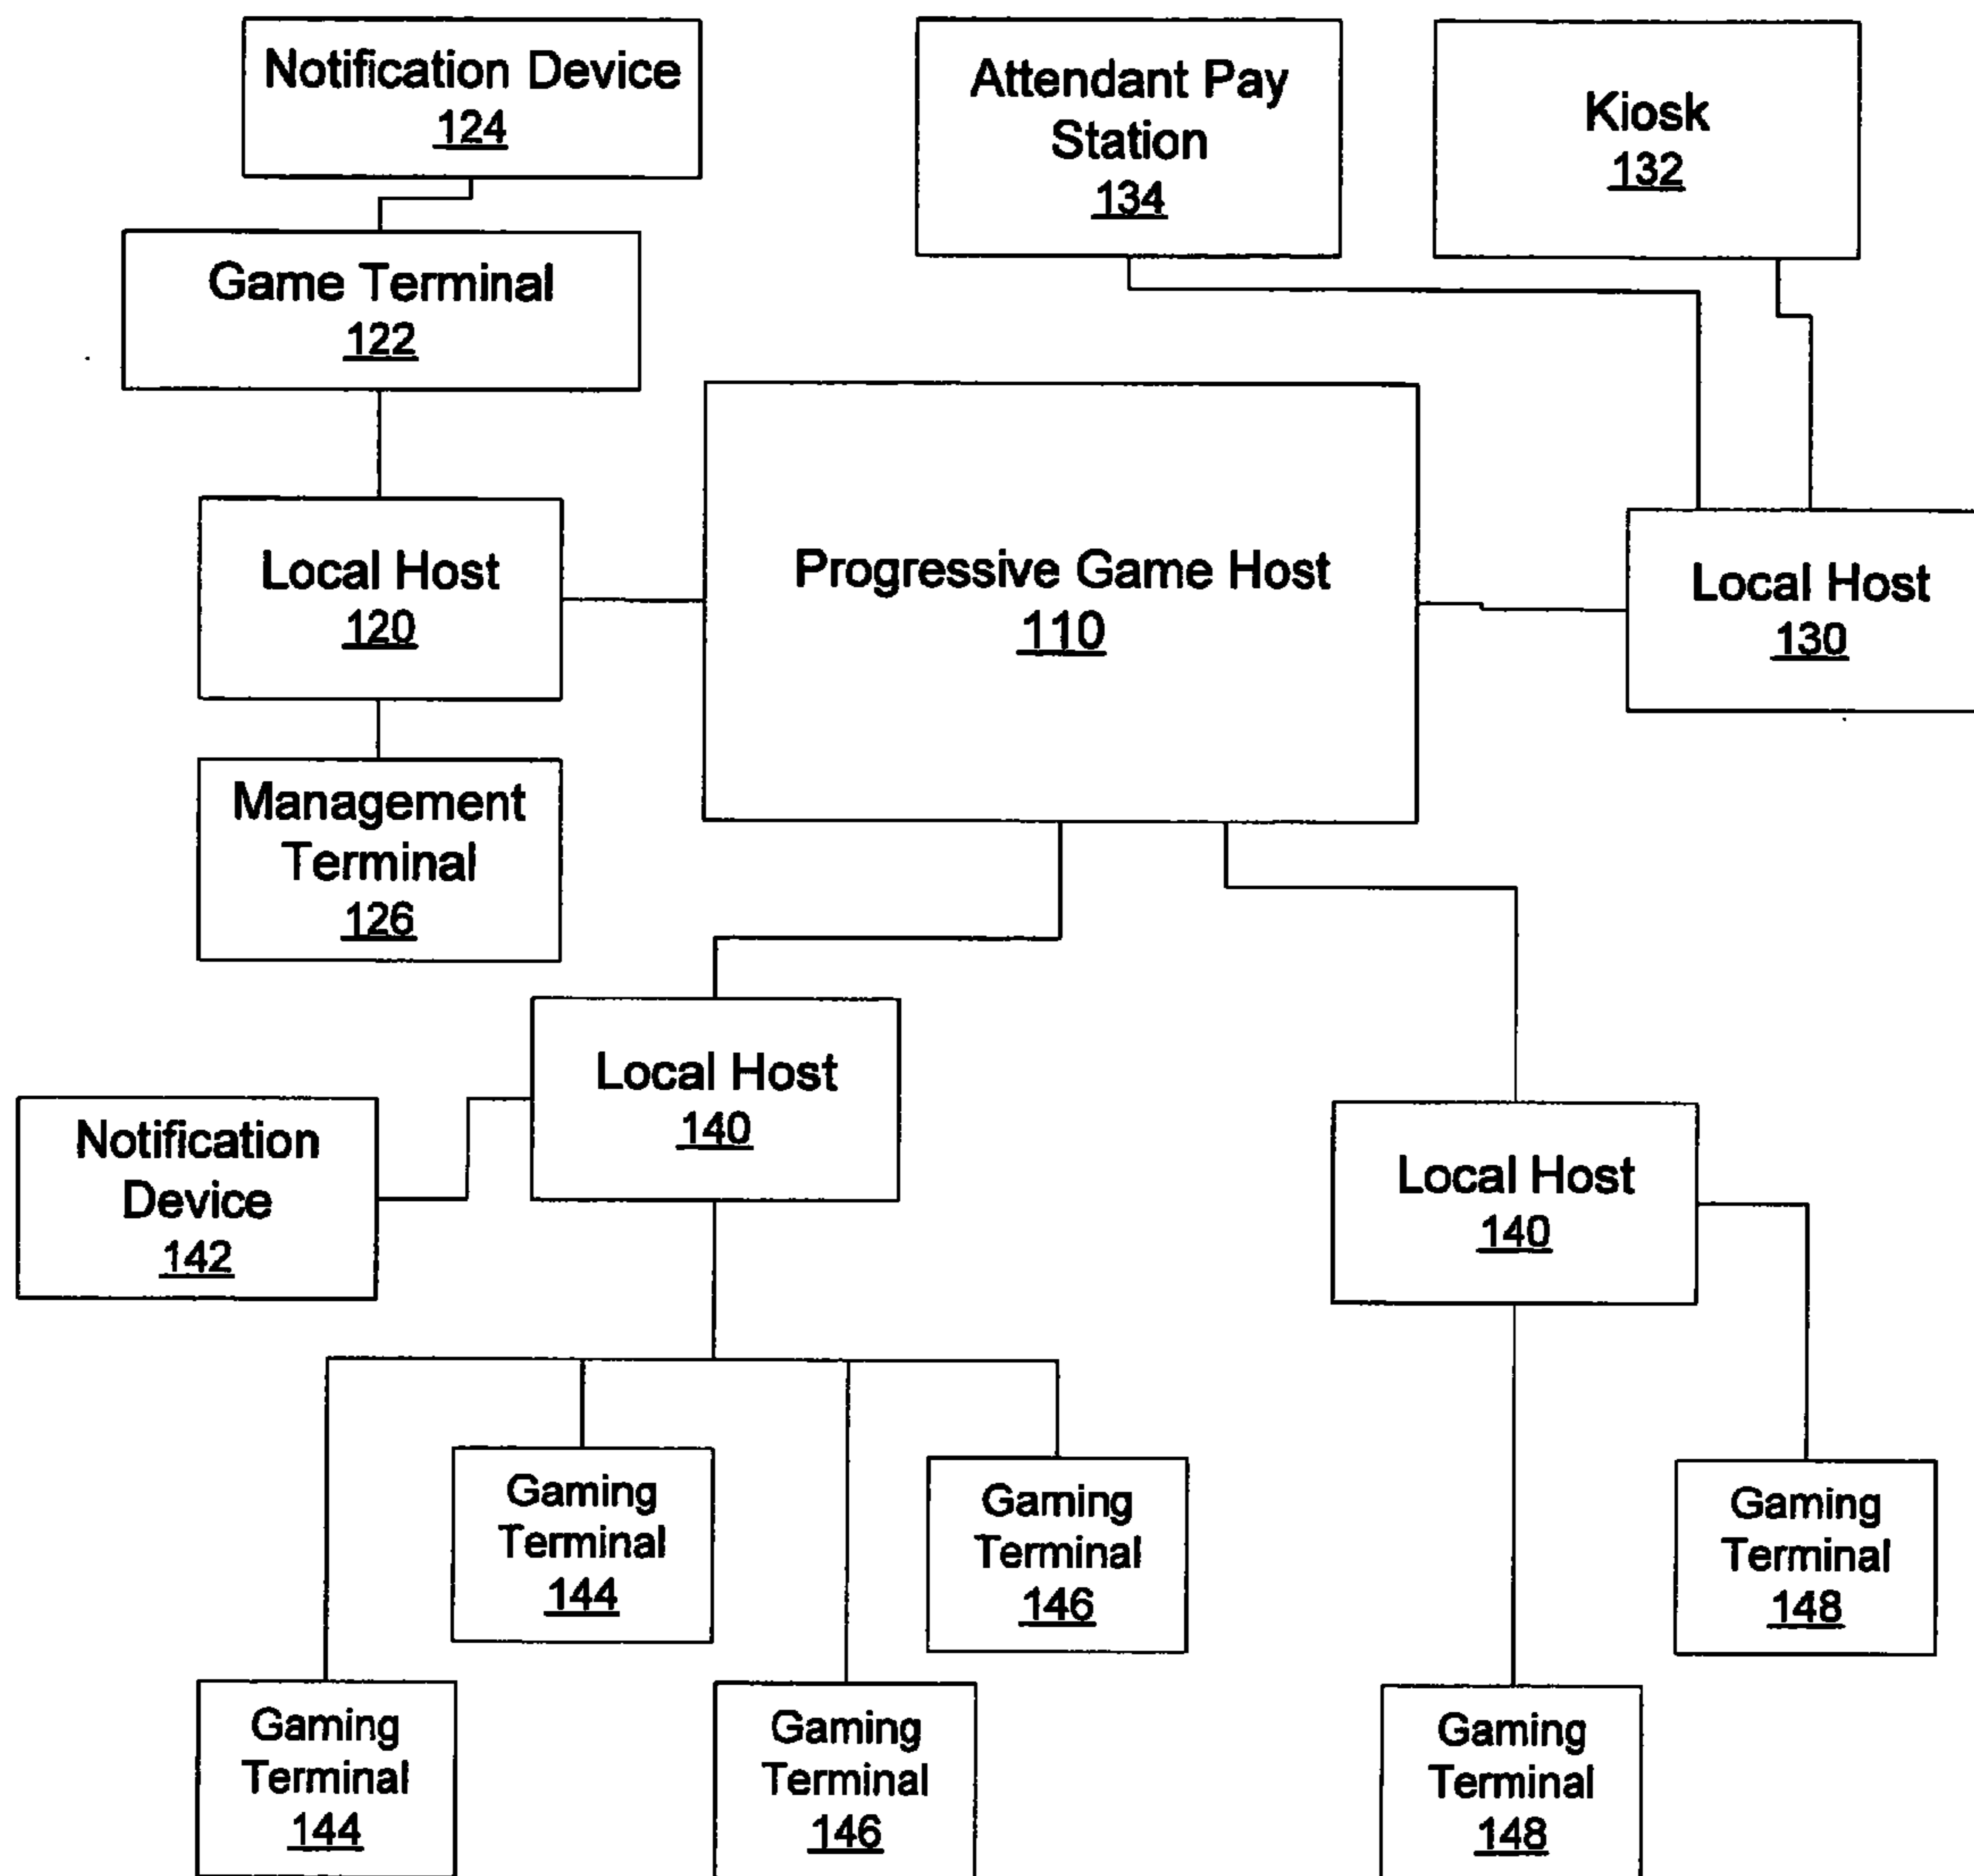 Notification Device
124
Attendant Pay
Station
134
Kiosk
132
Game Terminal
122
Local Host
120
Progressive Game Host
110
Local Host
130
Management
Terminal
126
Local Host
140
Notification
Device
142
Local Host
140
Gaming
Terminal
144
Gaming
Terminal
146
Gaming
Terminal
148
Gaming
Terminal
144
Gaming
Terminal
146
Gaming
Terminal
148